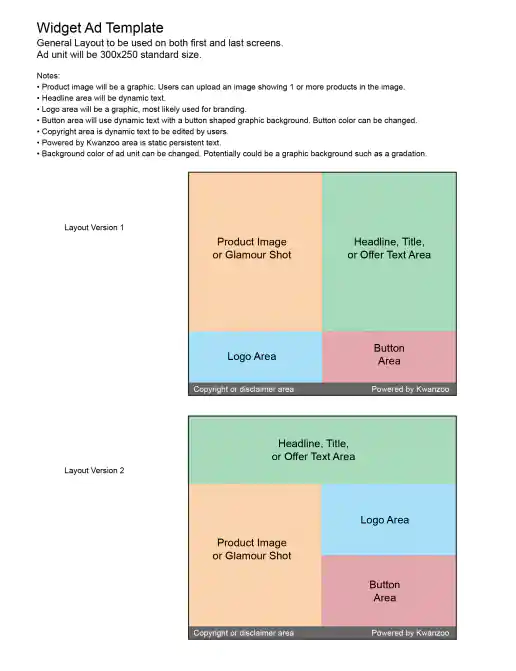 Widget Ad Template
General Layout to be used on both first and last screens.
Ad unit will be 300x250 standard size.
Notes:
• Product image will be a graphic. Users can upload an image showing 1 or more products in the image.
• Headline area will be dynamic text.
• Logo area will be a graphic, most likely used for branding.
• Button area will use dynamic text with a button shaped graphic background. Button color can be changed.
• Copyright area is dynamic text to be edited by users.
• Powered by Kwanzoo area is static persistent text.
• Background color of ad unit can be changed. Potentially could be a graphic background such as a gradation.
Layout Version 1
Product Image
or Glamour Shot
Headline, Title,
or Offer Text Area
Logo Area
Button
Area
Copyright or disclaimer area
Powered by Kwanzoo
Layout Version 2
Headline, Title,
or Offer Text Area
Product Image
or Glamour Shot
Logo Area
Button
Area
Copyright or disclaimer area
Powered by Kwanzoo